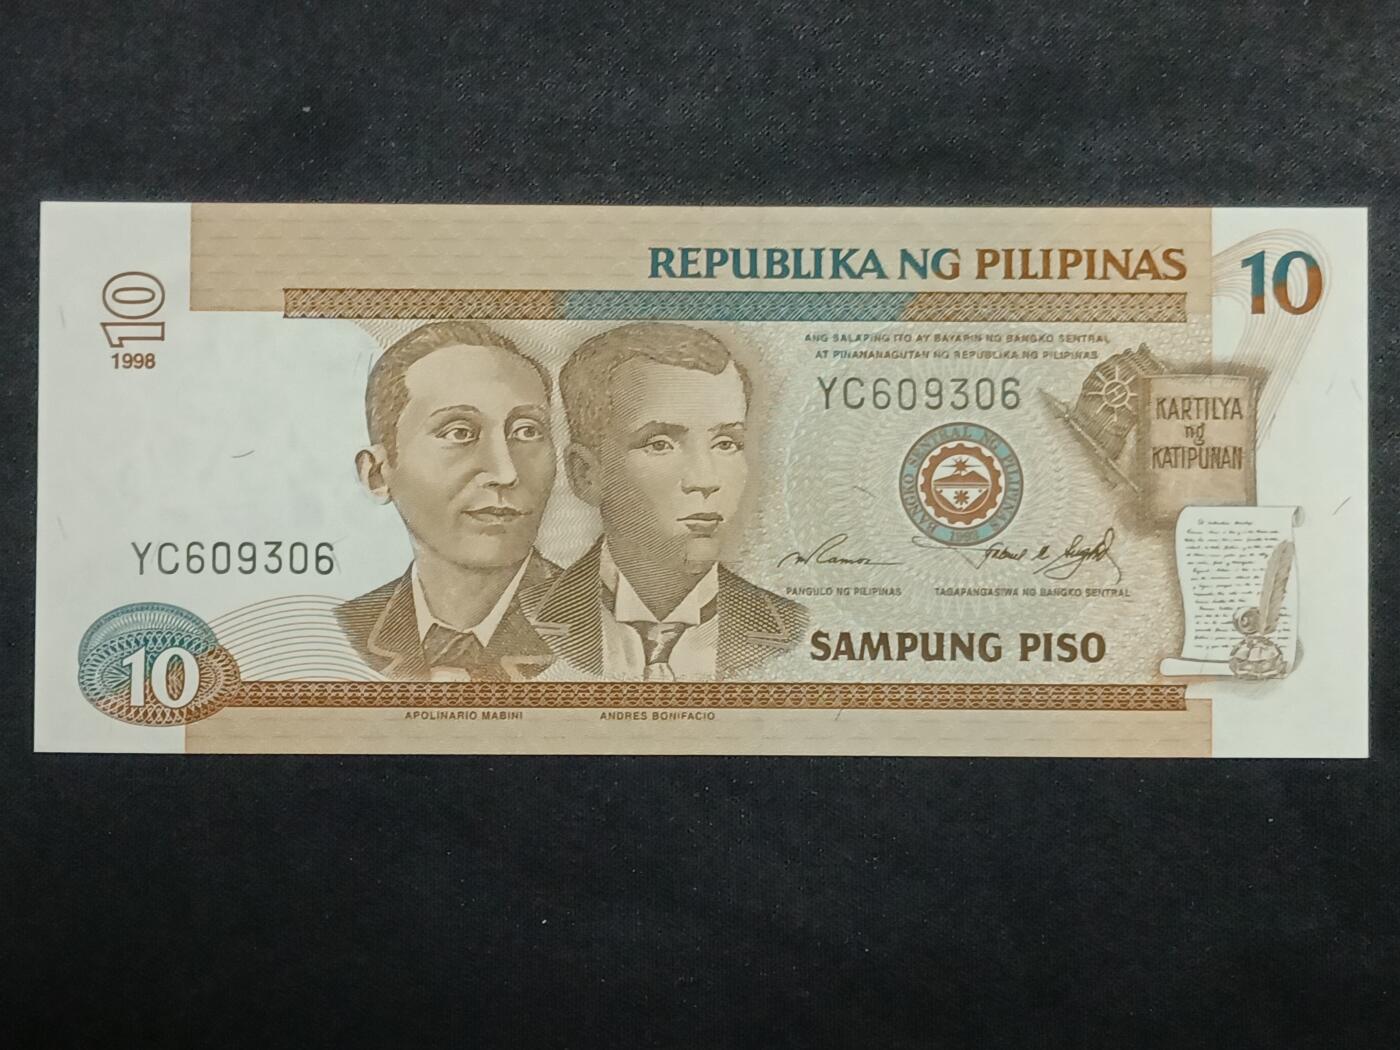 REPUBLIKA NG PILIPINAS
10
10
1998
ANG SALAPING ITO AY BAYARIN NG BANGKO SENTRAL
AT PINANANAGUTAN NG REPUBLIKA NG PILIPINAS
YC609306
KARTILYA
ng
KATIPUNAN
BANGKO SENTRAL NG PILIPINAS
1993
YC609306
PANGULO NG PILIPINAS
TAGAPANGASIWA NG BANGKO SENTRAL
SAMPUNG PISO
10
APOLINARIO MABINI
ANDRES BONIFACIO